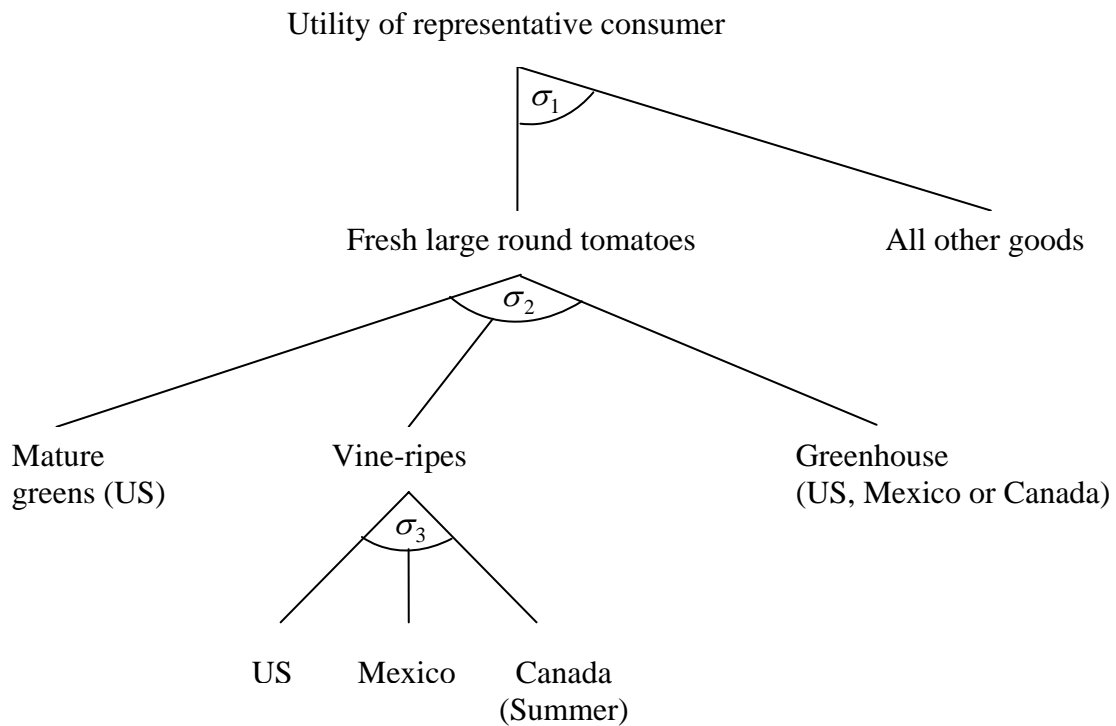 Utility of representative consumer
σ₁
Fresh large round tomatoes All other goods
σ₂
Mature Vine-ripes Greenhouse
greens (US) (US, Mexico or Canada)
σ₃
US Mexico Canada
(Summer)